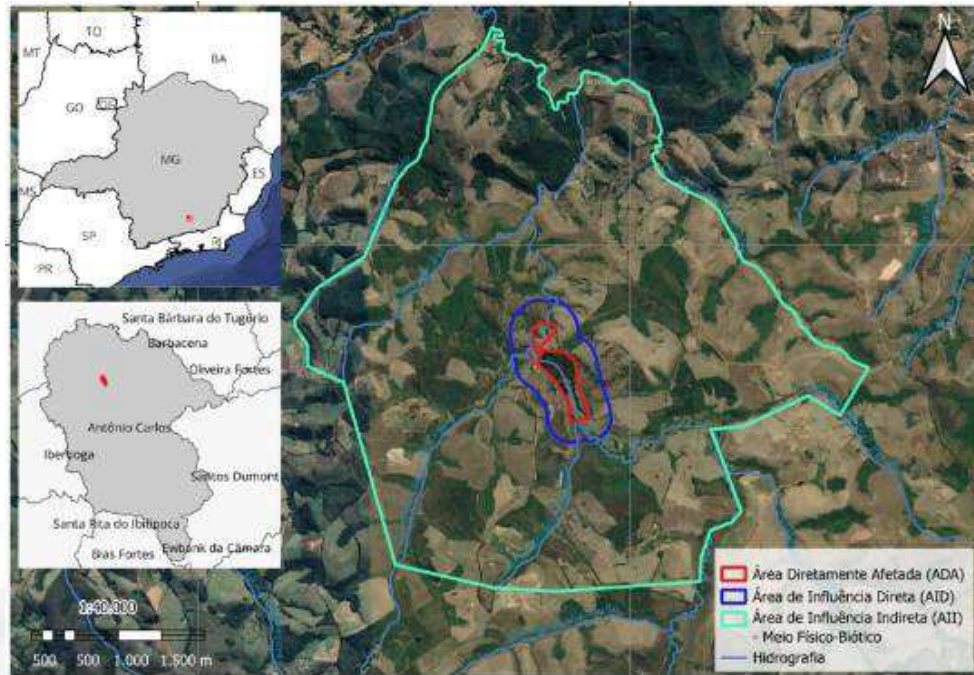 TO
MT
BA
GO
DF
MG
MS
ES
SP
RJ
PR
N
Santa Bárbara do Tugúrio
Barbacena
Oliveira Fortes
Antônio Carlos
Ibertioga
Santos Dumont
Santa Rita do Ibitipoca
Ewbank da Câmara
Bias Fortes
1:40.000
500 500 1.000 1.500 m
Área Diretamente Afetada (ADA)
Área de Influência Direta (AID)
Área de Influência Indireta (AII)
- Meio Físico-Biótico
Hidrografia